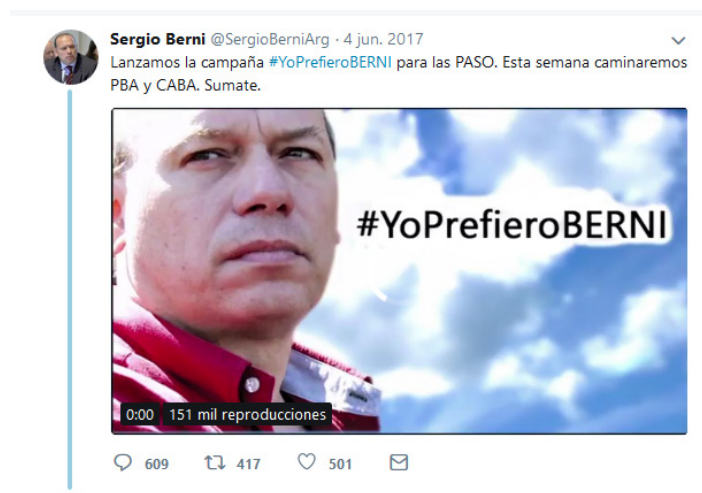 Sergio Berni @SergioBerniArg · 4 jun. 2017
Lanzamos la campaña #YoPrefieroBERNI para las PASO. Esta semana caminaremos
PBA y CABA. Sumate.
#YoPrefieroBERNI
0:00 151 mil reproducciones
609 417 501